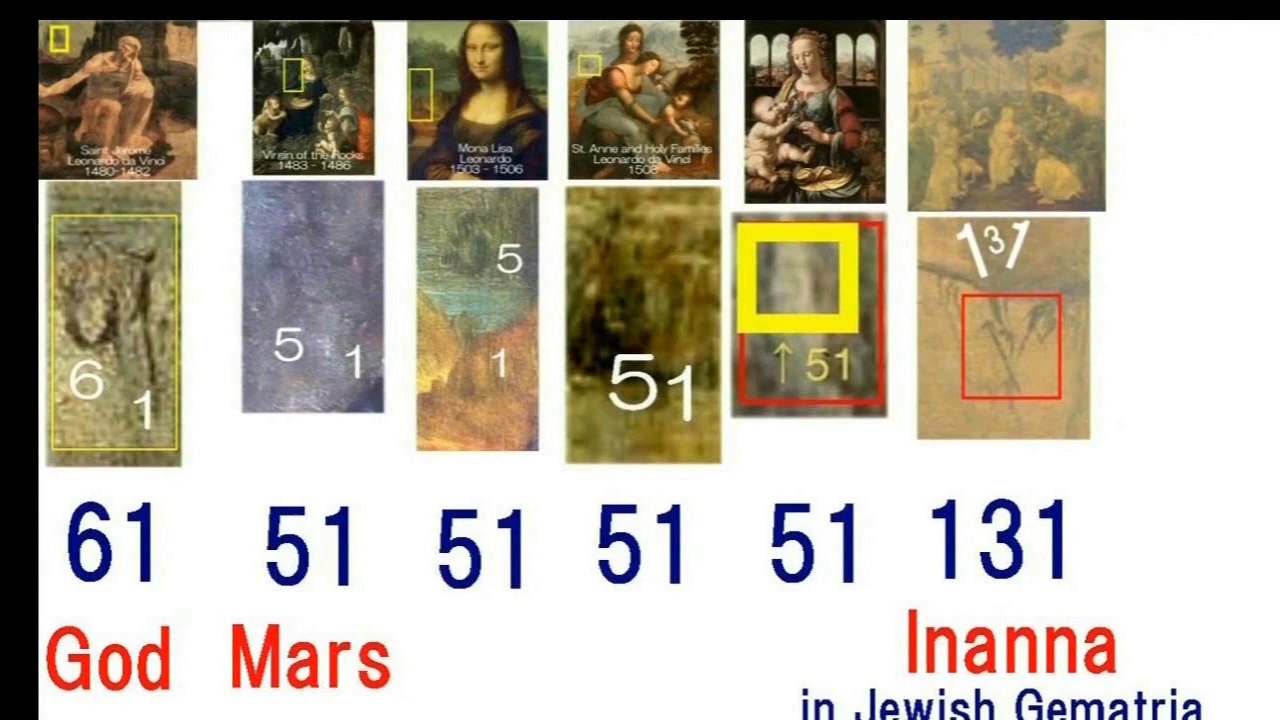 Saint Jerome
Leonardo da Vinci
1480-1482
Virgin of the Rocks
1483 - 1486
Mona Lisa
Leonardo
1503 - 1506
St. Anne and Holy Families
Leonardo da Vinci
1508
6 1
5 1
5
1
51
↑ 51
131
61 51 51 51 51 131
God Mars Inanna
in Jewish Gematria